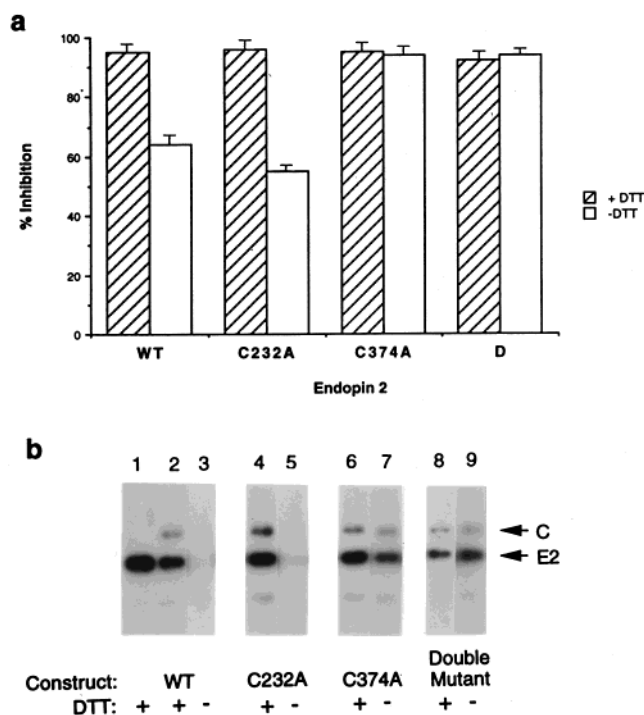 a
100
80
60
40
20
0
% Inhibition
WT
C232A
C374A
D
Endopin 2
+ DTT
-DTT
b
1 2 3 4 5 6 7 8 9
C
E2
Construct: WT C232A C374A Double Mutant
DTT: + + - + - + - + -